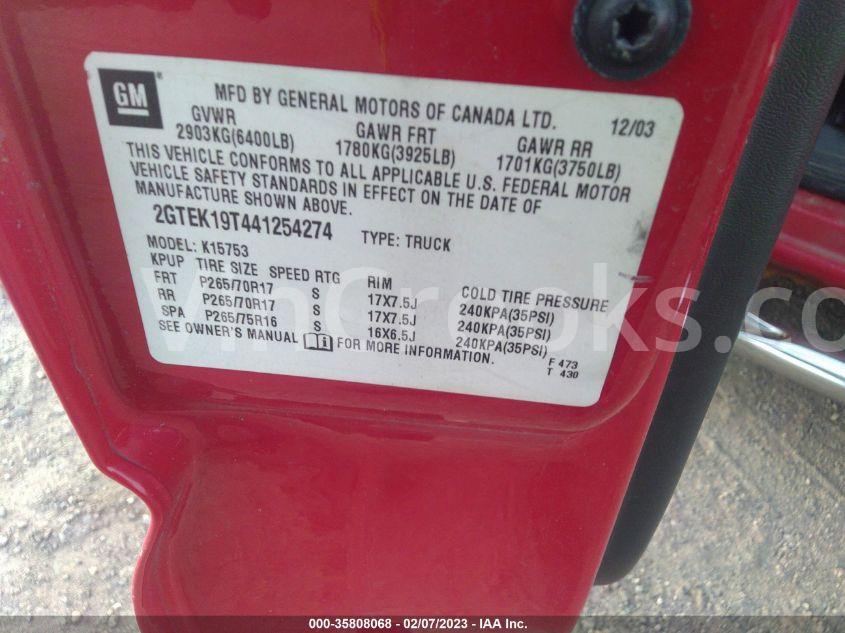 GM
MFD BY GENERAL MOTORS OF CANADA LTD. 12/03
GVWR GAWR FRT GAWR RR
2903KG(6400LB) 1780KG(3925LB) 1701KG(3750LB)
THIS VEHICLE CONFORMS TO ALL APPLICABLE U.S. FEDERAL MOTOR
VEHICLE SAFETY STANDARDS IN EFFECT ON THE DATE OF
MANUFACTURE SHOWN ABOVE.
2GTEK19T441254274 TYPE: TRUCK
MODEL: K15753
KPUP TIRE SIZE SPEED RTG RIM COLD TIRE PRESSURE
FRT P265/70R17 S 17X7.5J 240KPA(35PSI)
RR P265/70R17 S 17X7.5J 240KPA(35PSI)
SPA P265/75R16 S 16X6.5J 240KPA(35PSI)
SEE OWNER'S MANUAL FOR MORE INFORMATION.
F 473
T 430
VinCrooks.com
000-35808068 - 02/07/2023 - IAA Inc.